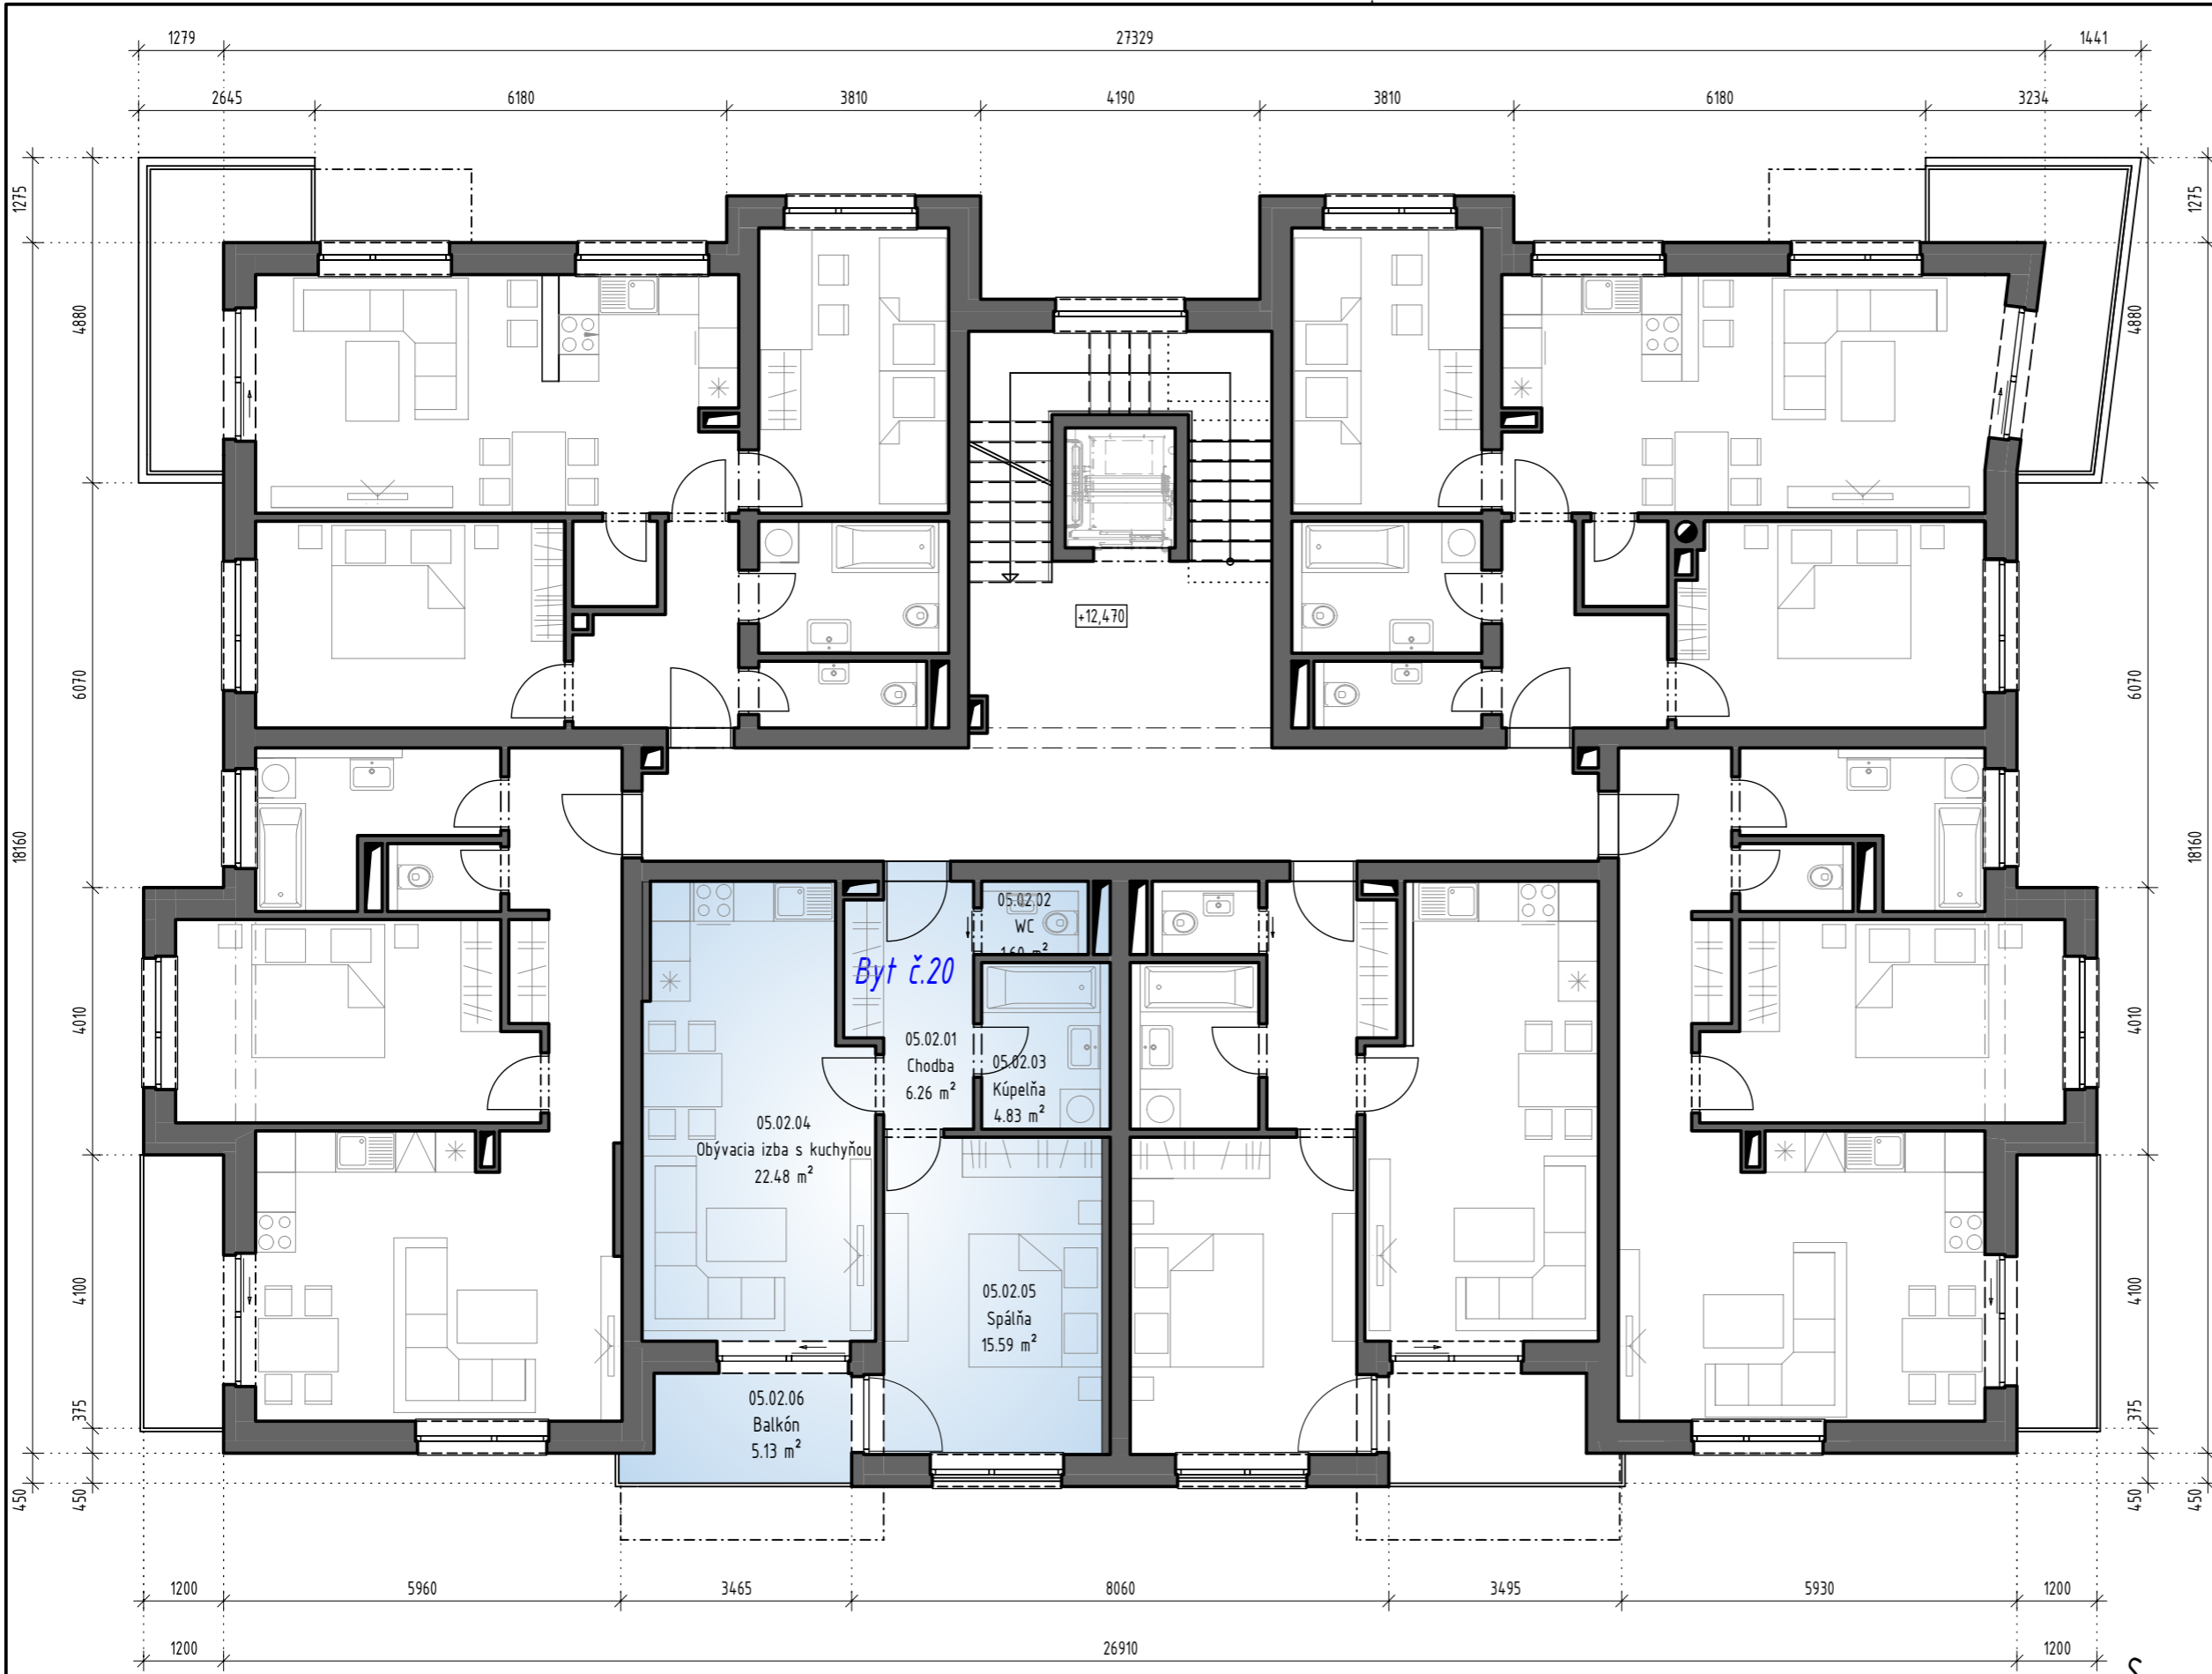 1279 27329 1441
2645 6180 3810 4190 3810 6180 3234
1275 1275
4880 4880
6070 6070
+12,470
18160 18160
05.02.02
WC
1.60 m²
Byt č.20
4010 4010
05.02.01
Chodba
6.26 m²
05.02.03
Kúpelňa
4.83 m²
05.02.04
Obývacia izba s kuchyňou
22.48 m²
4100 4100
05.02.05
Spálňa
15.59 m²
05.02.06
Balkón
5.13 m²
375 375
450 450 450 450
1200 5960 3465 8060 3495 5930 1200
1200 26910 1200